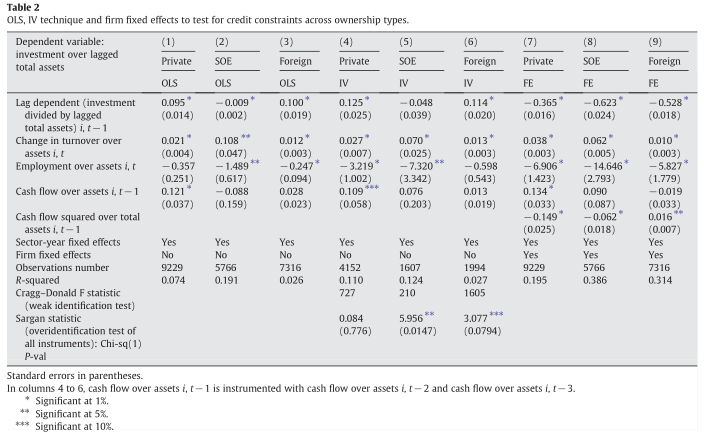 Table 2
OLS, IV technique and firm fixed effects to test for credit constraints across ownership types.
Dependent variable: (1) (2) (3) (4) (5) (6) (7) (8) (9)
investment over lagged Private SOE Foreign Private SOE Foreign Private SOE Foreign
total assets
OLS OLS OLS IV IV IV FE FE FE
Lag dependent (investment 0.095 * −0.009 * 0.100 * 0.125 * −0.048 0.114 * −0.365 * −0.623 * −0.528 *
divided by lagged (0.014) (0.002) (0.019) (0.025) (0.039) (0.020) (0.016) (0.024) (0.018)
total assets) i, t−1
Change in turnover over 0.021 * 0.108 ** 0.012 * 0.027 * 0.070 * 0.013 * 0.038 * 0.062 * 0.010 *
assets i, t (0.004) (0.047) (0.003) (0.007) (0.025) (0.003) (0.003) (0.005) (0.003)
Employment over assets i, t −0.357 −1.489 ** −0.247 * −3.219 * −7.320 ** −0.598 −6.906 * −14.646 * −5.827 *
(0.251) (0.617) (0.094) (1.002) (3.342) (0.543) (1.423) (2.793) (1.779)
Cash flow over assets i, t−1 0.121 * −0.088 0.028 0.109 *** 0.076 0.013 0.134 * 0.090 −0.019
(0.037) (0.159) (0.023) (0.058) (0.203) (0.019) (0.033) (0.087) (0.033)
Cash flow squared over total −0.149 * −0.062 * 0.016 **
assets i, t−1 (0.025) (0.018) (0.007)
Sector-year fixed effects Yes Yes Yes Yes Yes Yes Yes Yes Yes
Firm fixed effects No No No No No No Yes Yes Yes
Observations number 9229 5766 7316 4152 1607 1994 9229 5766 7316
R-squared 0.074 0.191 0.026 0.110 0.124 0.027 0.195 0.386 0.314
Cragg–Donald F statistic 727 210 1605
(weak identification test)
Sargan statistic 0.084 5.956 ** 3.077 ***
(overidentification test of (0.776) (0.0147) (0.0794)
all instruments): Chi-sq(1)
P-val
Standard errors in parentheses.
In columns 4 to 6, cash flow over assets i, t−1 is instrumented with cash flow over assets i, t−2 and cash flow over assets i, t−3.
* Significant at 1%.
** Significant at 5%.
*** Significant at 10%.